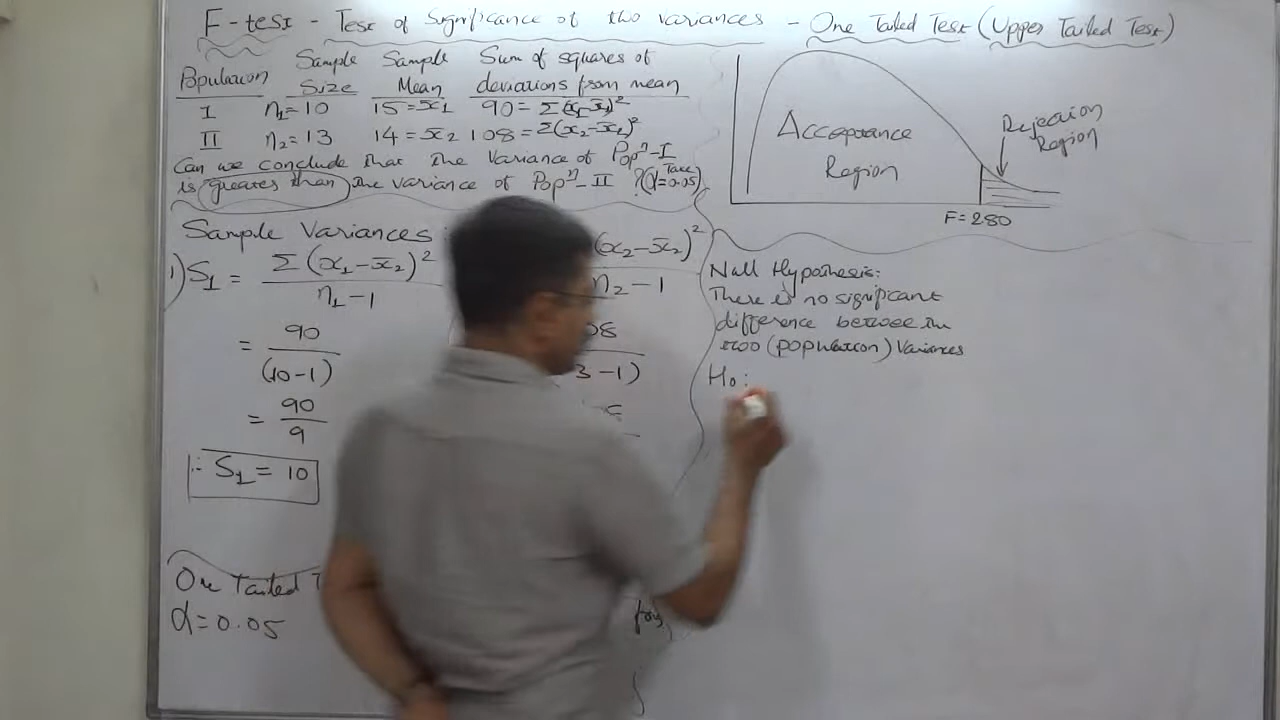 F-test - Test of Significance of two variances - One Tailed Test (Upper Tailed Test)
Population Sample Size Sample Mean Sum of squares of deviations from mean
I n₁=10 15=x̄₁ 90=Σ(x₁-x̄₁)²
II n₂=13 14=x̄₂ 108=Σ(x₂-x̄₂)²
Can we conclude that the variance of Popⁿ-I
is greater than the variance of Popⁿ-II ? (Take α=0.05)
Acceptance
Region
Rejection
Region
F=2.80
Sample Variances:
1) S₁ = Σ(x₁-x̄₂)² / n₁-1
= 90 / (10-1)
= 90 / 9
∴ S₁ = 10
(x₂-x̄₂)²
n₂-1
08
3-1)
One Tailed T
α=0.05
for
Null Hypothesis:
There is no significant
difference between the
two (population) Variances
H₀: